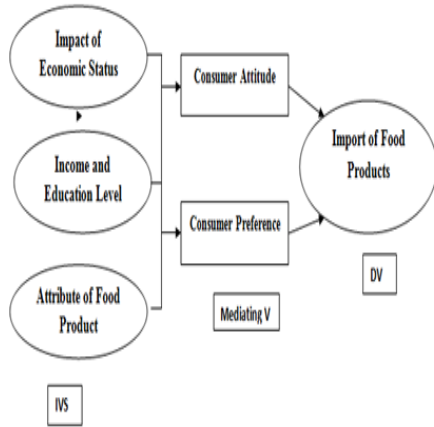 Impact of
Economic Status
Consumer Attitude
Income and
Education Level
Import of Food
Products
Consumer Preference
Attribute of Food
Product
Mediating V
DV
IVS